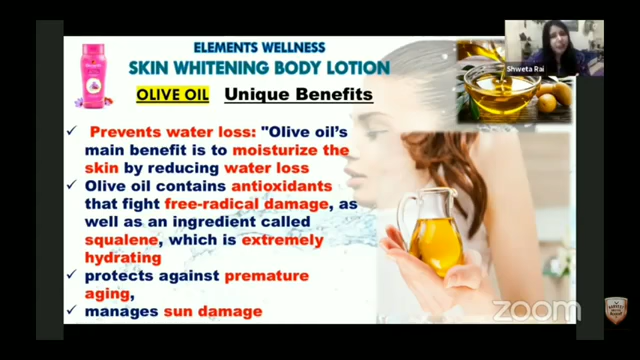 ELEMENTS WELLNESS
SKIN WHITENING BODY LOTION
OLIVE OIL Unique Benefits
✓ Prevents water loss: "Olive oil's
main benefit is to moisturize the
skin by reducing water loss
✓ Olive oil contains antioxidants
that fight free-radical damage, as
well as an ingredient called
squalene, which is extremely
hydrating
✓ protects against premature
aging,
✓ manages sun damage
Shweta Rai
zoom